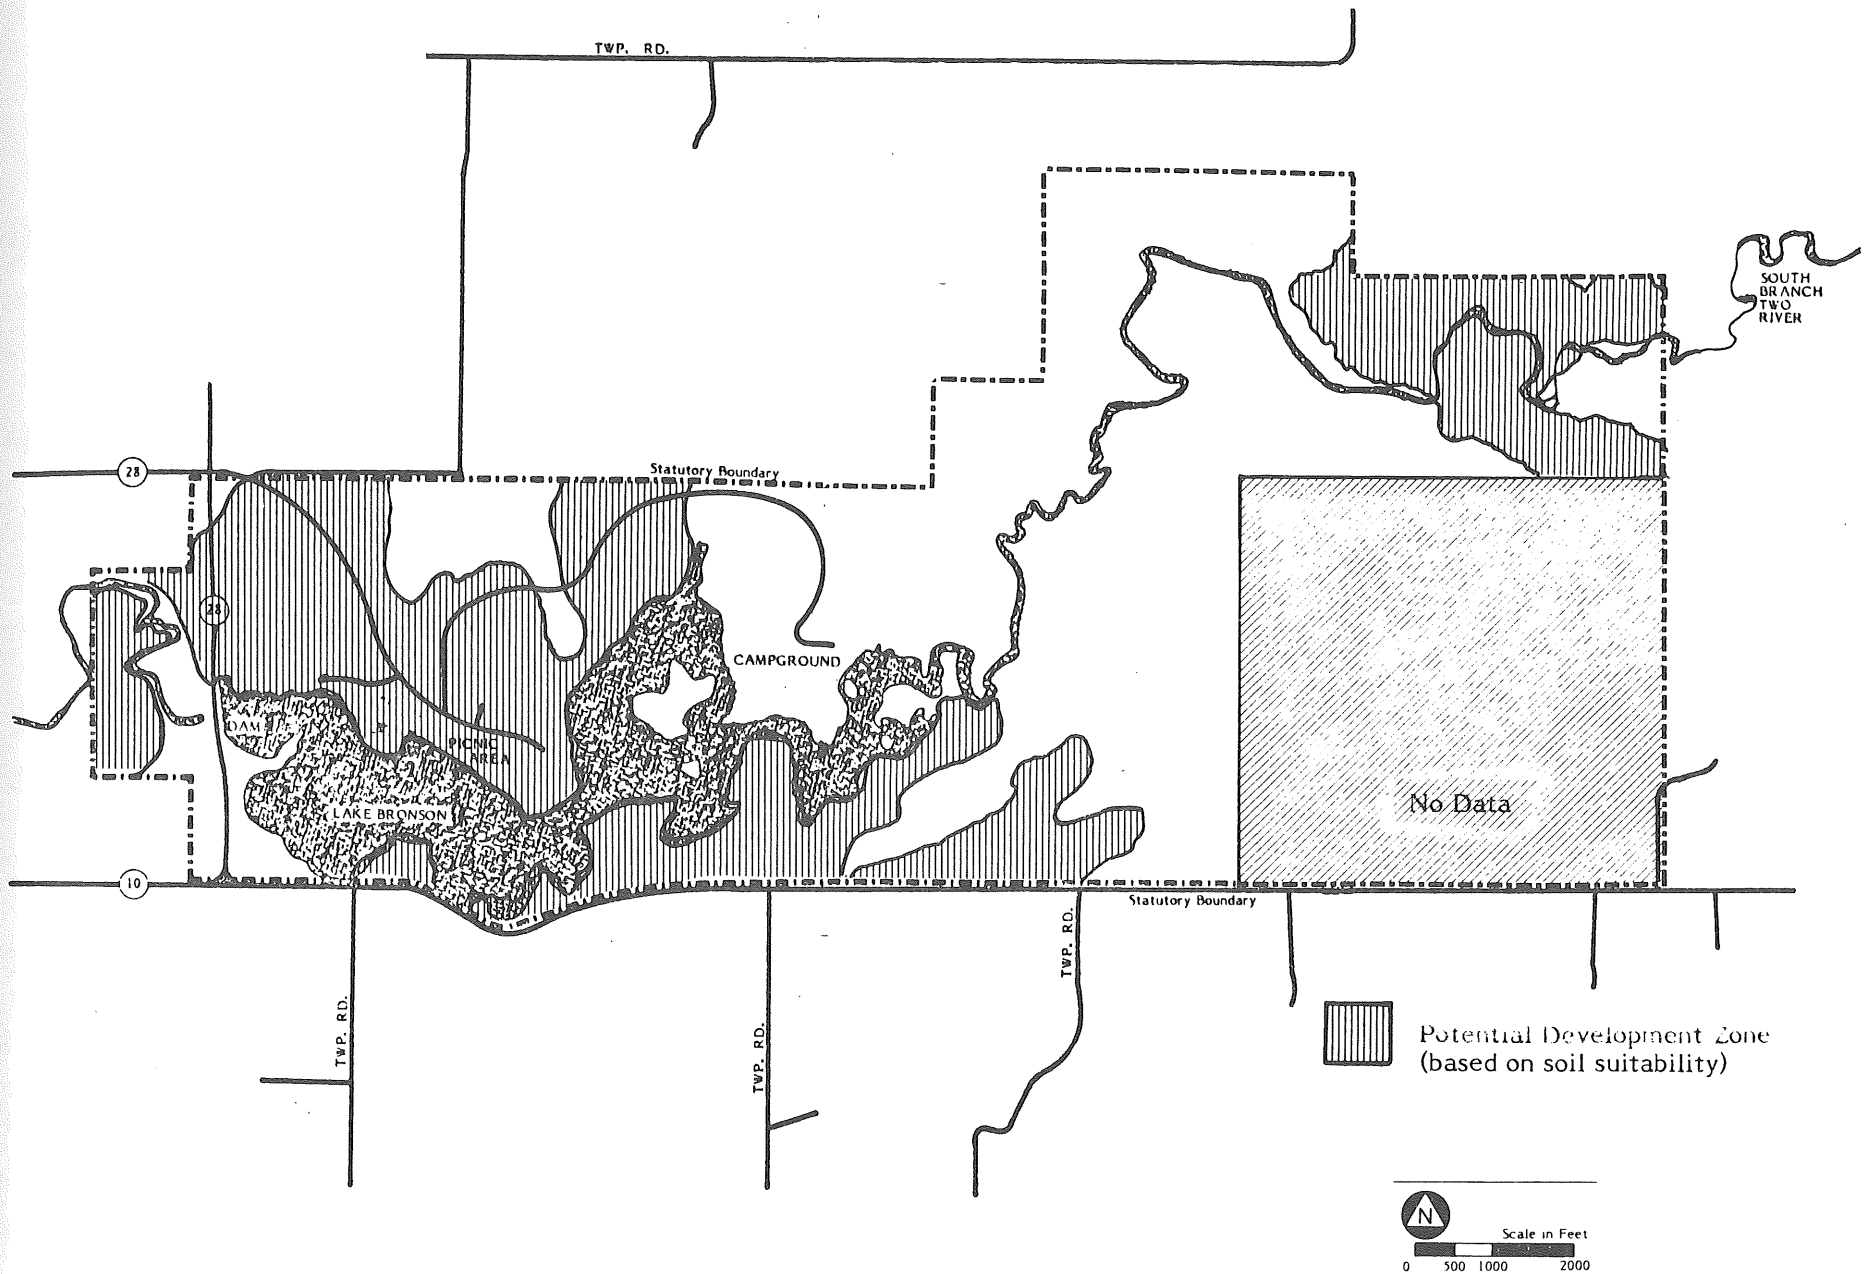 TWP. RD.
SOUTH
BRANCH
TWO
RIVER
28
Statutory Boundary
28
CAMPGROUND
DAM
PICNIC
AREA
LAKE BRONSON
No Data
10
Statutory Boundary
TWP. RD.
TWP. RD.
TWP. RD.
Potential Development Zone
(based on soil suitability)
N
Scale in Feet
0 500 1000 2000